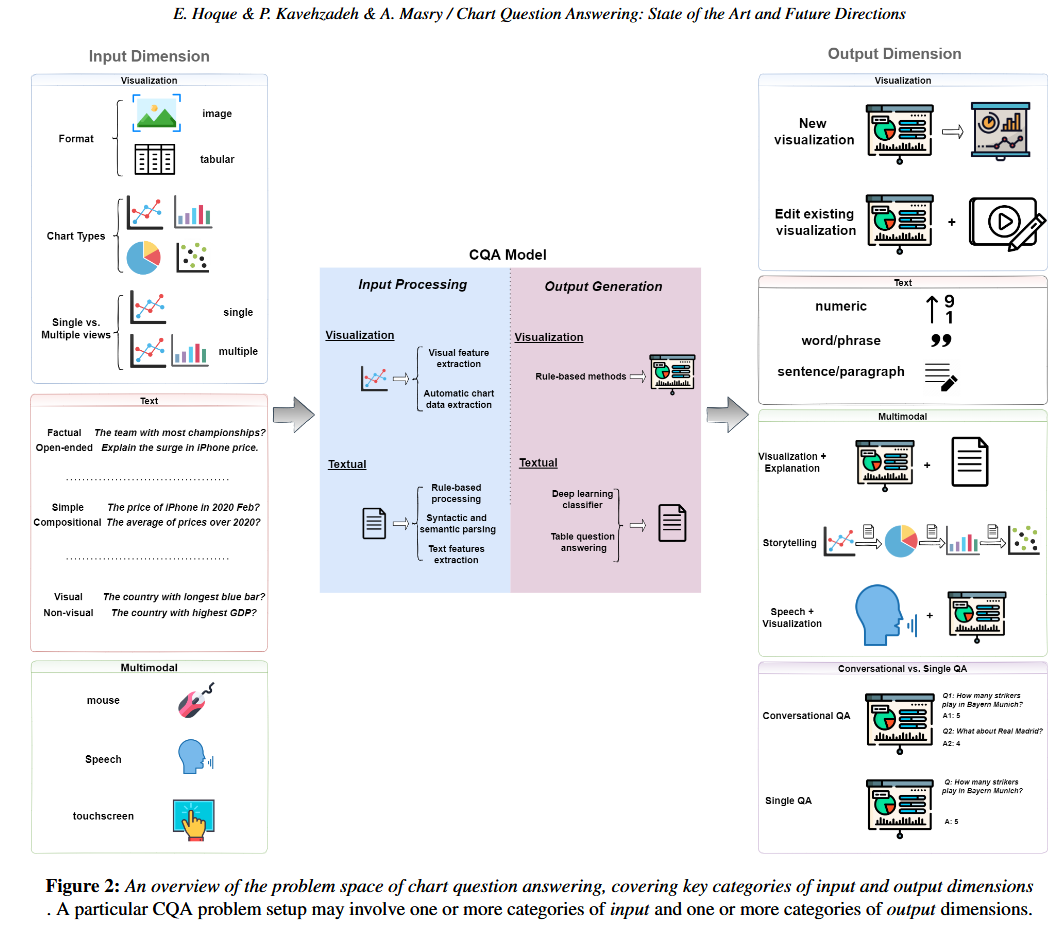 E. Hoque & P. Kavehzadeh & A. Masry / Chart Question Answering: State of the Art and Future Directions
Input Dimension
Visualization
Format
image
tabular
Chart Types
Single vs.
Multiple views
single
multiple
Text
Factual The team with most championships?
Open-ended Explain the surge in iPhone price.
Simple The price of iPhone in 2020 Feb?
Compositional The average of prices over 2020?
Visual The country with longest blue bar?
Non-visual The country with highest GDP?
Multimodal
mouse
Speech
touchscreen
CQA Model
Input Processing
Visualization
Visual feature
extraction
Automatic chart
data extraction
Textual
Rule-based
processing
Syntactic and
semantic parsing
Text features
extraction
Output Generation
Visualization
Rule-based methods
Textual
Deep learning
classifier
Table question
answering
Output Dimension
Visualization
New
visualization
Edit existing
visualization
+
Text
numeric
9
1
word/phrase
sentence/paragraph
Multimodal
Visualization +
Explanation
+
Storytelling
Speech +
Visualization
+
Conversational vs. Single QA
Conversational QA
Q1: How many strikers
play in Bayern Munich?
A1: 5
Q2: What about Real Madrid?
A2: 4
Single QA
Q: How many strikers
play in Bayern Munich?
A: 5
Figure 2: An overview of the problem space of chart question answering, covering key categories of input and output dimensions
. A particular CQA problem setup may involve one or more categories of input and one or more categories of output dimensions.